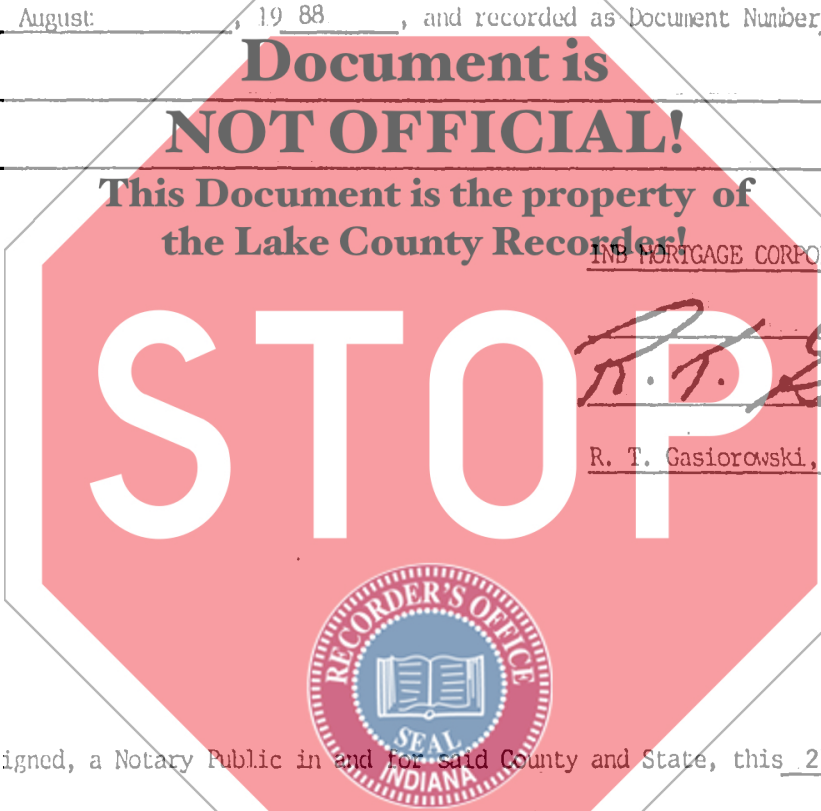 August , 19 88 , and recorded as Document Number
Document is
NOT OFFICIAL!
This Document is the property of
the Lake County Recorder!
INB MORTGAGE CORPO
R. T.
R. T. Gasiorowski,
STOP
RECORDER'S OFFICE
SEAL
INDIANA
igned, a Notary Public in and for said County and State, this 2